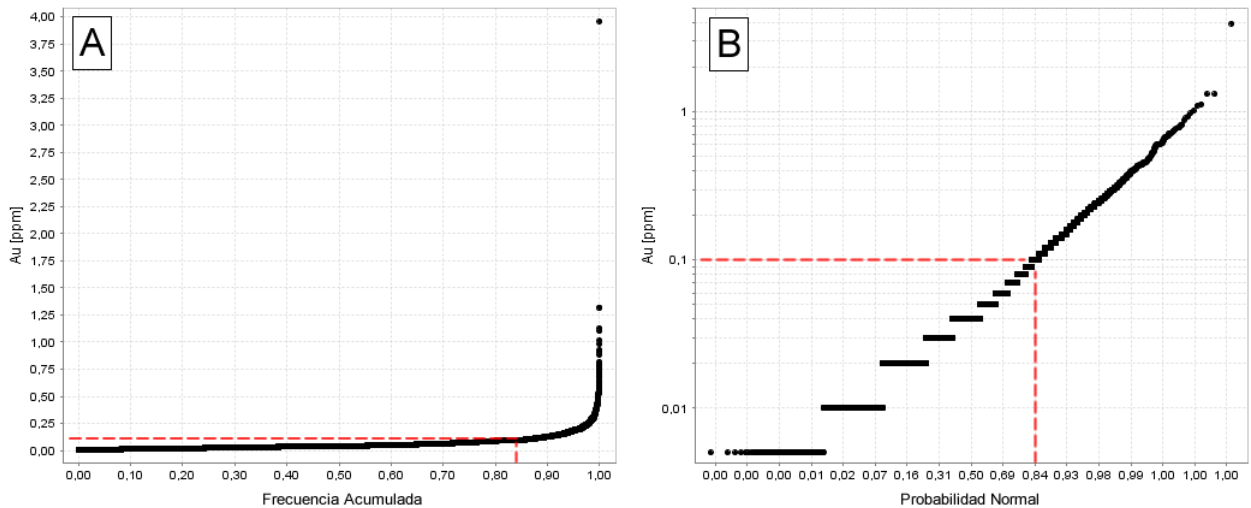 A
4,00
3,75
3,50
3,25
3,00
2,75
2,50
2,25
2,00
1,75
1,50
1,25
1,00
0,75
0,50
0,25
0,00
Au [ppm]
0,00 0,10 0,20 0,30 0,40 0,50 0,60 0,70 0,80 0,90 1,00
Frecuencia Acumulada
B
1
0,1
0,01
Au [ppm]
0,00 0,00 0,00 0,01 0,02 0,07 0,16 0,31 0,50 0,69 0,84 0,93 0,98 0,99 1,00 1,00 1,00
Probabilidad Normal